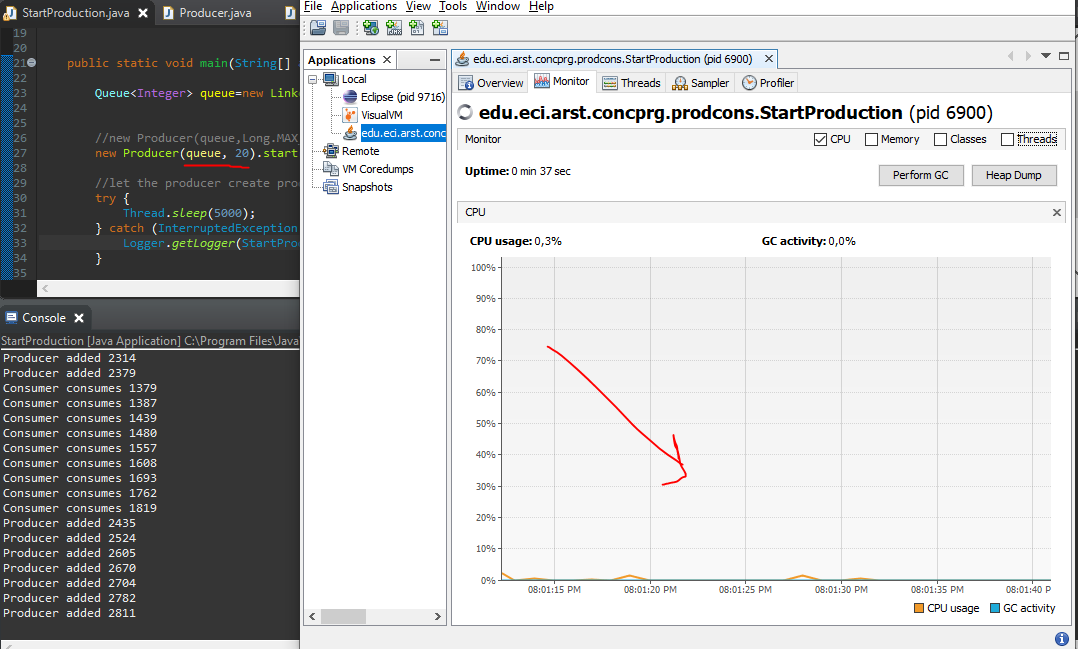 StartProduction.java
Producer.java
19
20
21 public static void main(String[]
22
23 Queue<Integer> queue=new Link
24
25
26 //new Producer(queue,Long.MAX
27 new Producer(queue, 20).start
28
29 //let the producer create pro
30 try {
31 Thread.sleep(5000);
32 } catch (InterruptedException
33 Logger.getLogger(StartPro
34 }
35
Console
StartProduction [Java Application] C:\Program Files\Java
Producer added 2314
Producer added 2379
Consumer consumes 1379
Consumer consumes 1387
Consumer consumes 1439
Consumer consumes 1480
Consumer consumes 1557
Consumer consumes 1608
Consumer consumes 1693
Consumer consumes 1762
Consumer consumes 1819
Producer added 2435
Producer added 2524
Producer added 2605
Producer added 2670
Producer added 2704
Producer added 2782
Producer added 2811
File Applications View Tools Window Help
Applications
Local
Eclipse (pid 9716)
VisualVM
edu.eci.arst.conc
Remote
VM Coredumps
Snapshots
edu.eci.arst.concprg.prodcons.StartProduction (pid 6900)
Overview Monitor Threads Sampler Profiler
edu.eci.arst.concprg.prodcons.StartProduction (pid 6900)
Monitor CPU Memory Classes Threads
Uptime: 0 min 37 sec
Perform GC Heap Dump
CPU
CPU usage: 0,3% GC activity: 0,0%
100%
90%
80%
70%
60%
50%
40%
30%
20%
10%
0%
08:01:15 PM 08:01:20 PM 08:01:25 PM 08:01:30 PM 08:01:35 PM 08:01:40 P
CPU usage GC activity